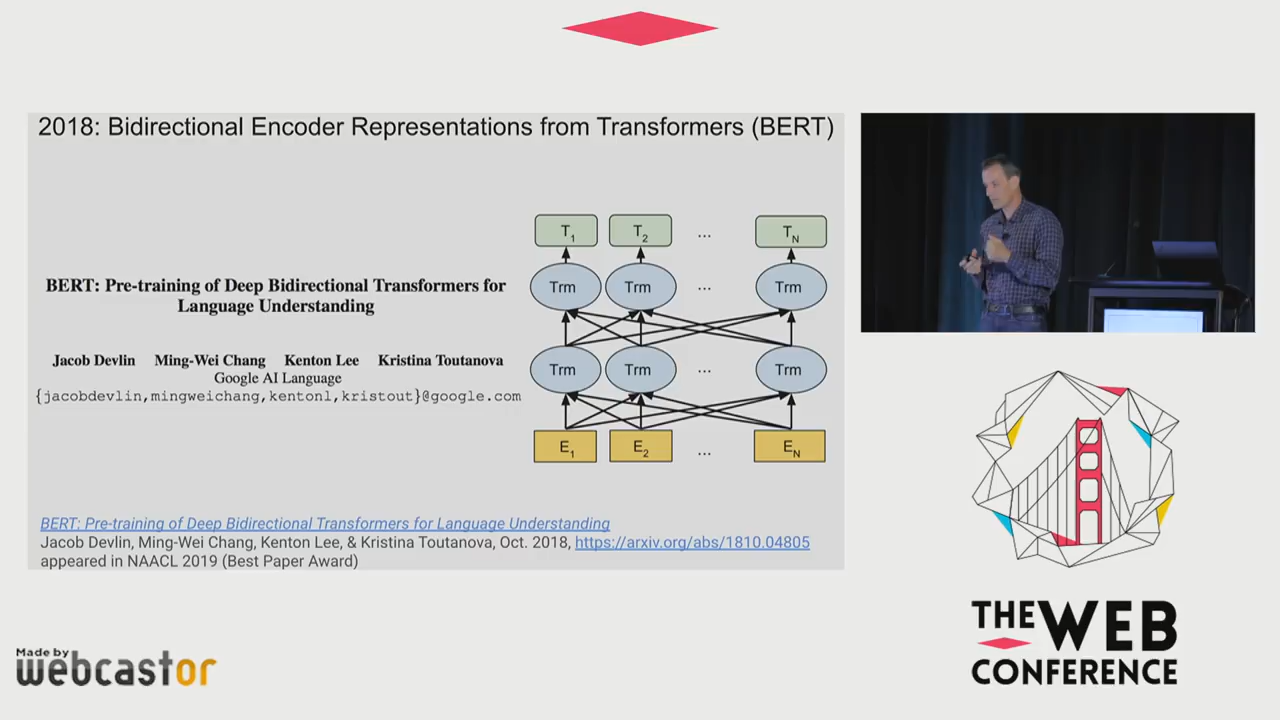 2018: Bidirectional Encoder Representations from Transformers (BERT)
BERT: Pre-training of Deep Bidirectional Transformers for
Language Understanding
Jacob Devlin Ming-Wei Chang Kenton Lee Kristina Toutanova
Google AI Language
{jacobdevlin,mingweichang,kentonl,kristout}@google.com
T1 T2 ... TN
Trm Trm ... Trm
Trm Trm ... Trm
E1 E2 ... EN
BERT: Pre-training of Deep Bidirectional Transformers for Language Understanding
Jacob Devlin, Ming-Wei Chang, Kenton Lee, & Kristina Toutanova, Oct. 2018, https://arxiv.org/abs/1810.04805
appeared in NAACL 2019 (Best Paper Award)
THE WEB
CONFERENCE
Made by
webcastor